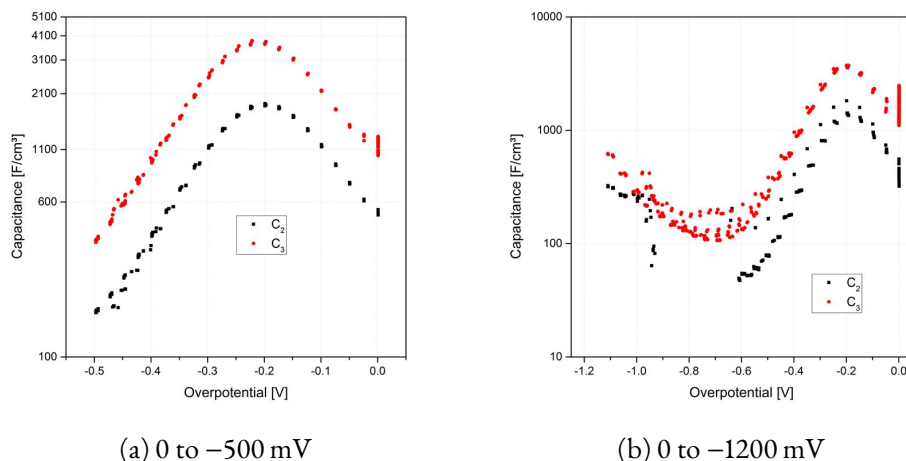 5100
4100
3100
2100
1100
600
100
-0.5 -0.4 -0.3 -0.2 -0.1 0.0
Capacitance [F/cm³]
Overpotential [V]
C₂
C₃
(a) 0 to −500 mV
10000
1000
100
10
-1.2 -1.0 -0.8 -0.6 -0.4 -0.2 0.0
Capacitance [F/cm³]
Overpotential [V]
C₂
C₃
(b) 0 to −1200 mV